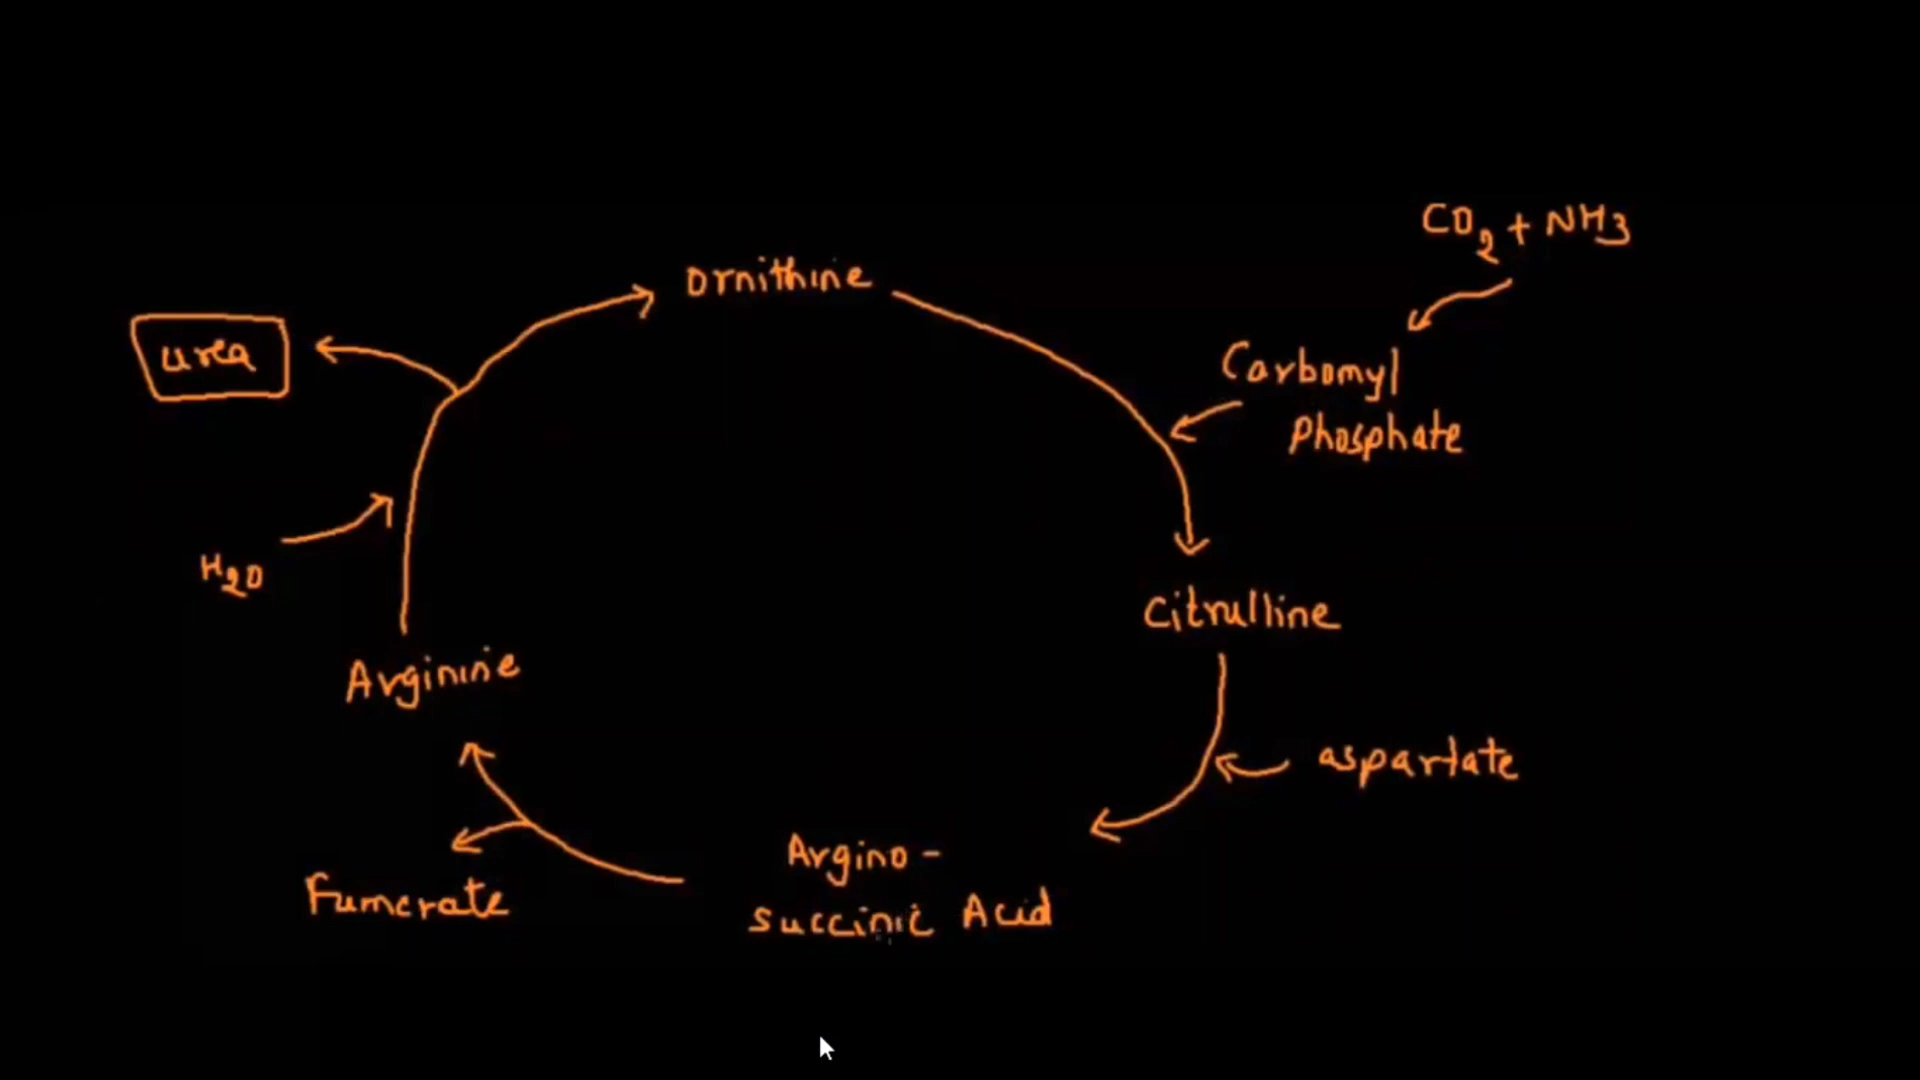 CO2 + NH3
Ornithine
urea
Carbomyl
Phosphate
H2O
Citrulline
Arginine
aspartate
Argino-
Succinic Acid
Fumerate